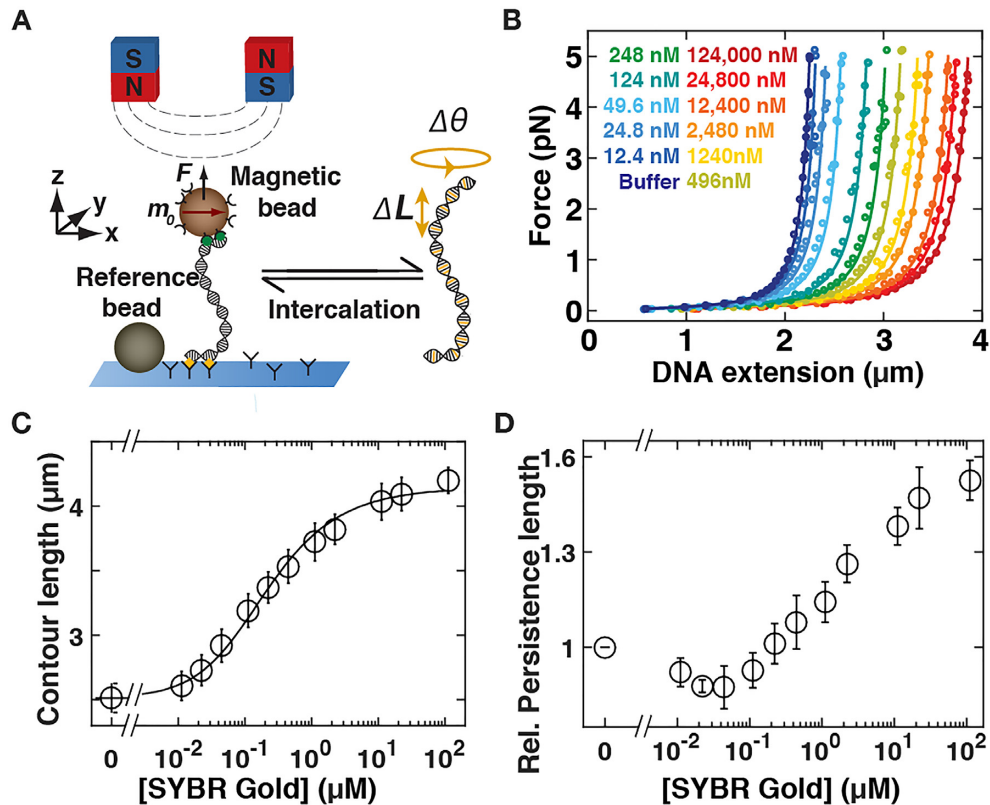 A
S
N
N
S
F
Magnetic
bead
m0
z
y
x
Reference
bead
Δθ
ΔL
Intercalation
B
Force (pN)
5
4
3
2
1
0
248 nM 124,000 nM
124 nM 24,800 nM
49.6 nM 12,400 nM
24.8 nM 2,480 nM
12.4 nM 1240nM
Buffer 496nM
0 1 2 3 4
DNA extension (µm)
C
Contour length (µm)
4
3
0 10-2 10-1 100 101 102
[SYBR Gold] (µM)
D
Rel. Persistence length
1.6
1.3
1
0 10-2 10-1 100 101 102
[SYBR Gold] (µM)